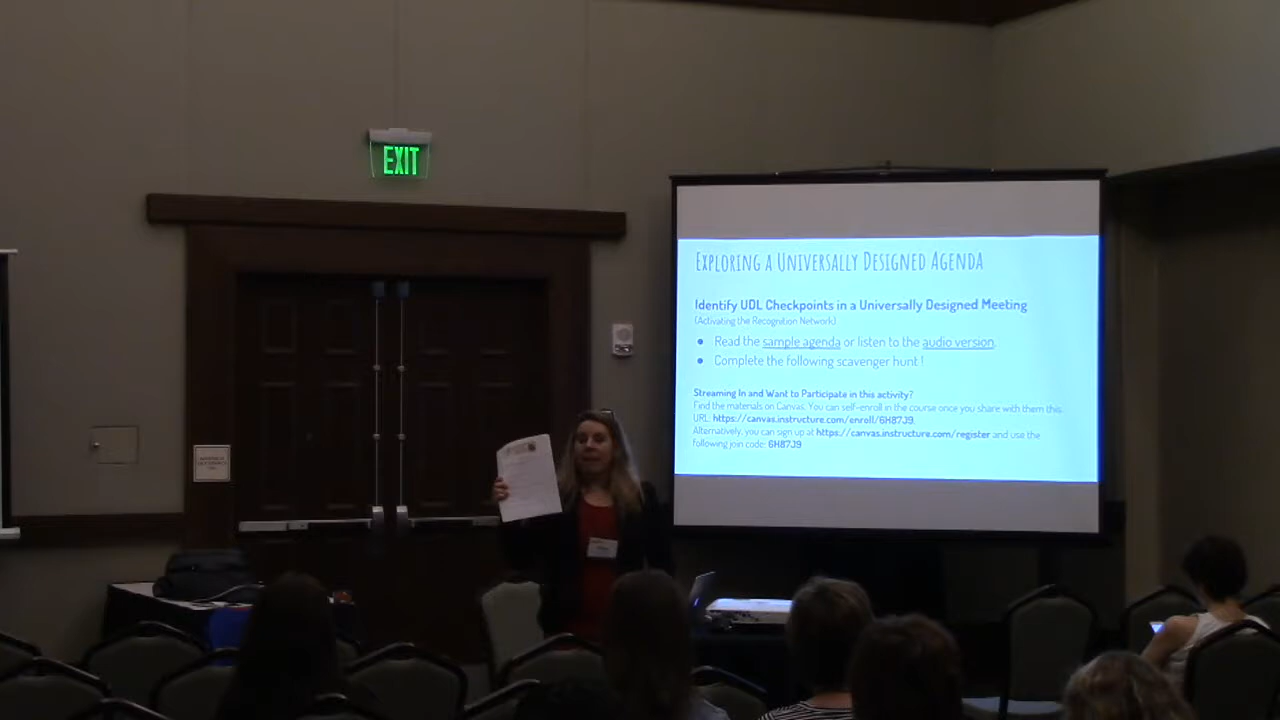 EXIT
EXPLORING A UNIVERSALLY DESIGNED AGENDA
Identify UDL Checkpoints in a Universally Designed Meeting
(Activating the Recognition Network)
● Read the sample agenda or listen to the audio version.
● Complete the following scavenger hunt !
Streaming In and Want to Participate in this activity?
Find the materials on Canvas. You can self-enroll in the course once you share with them this
URL: https://canvas.instructure.com/enroll/6H87J9.
Alternatively, you can sign up at https://canvas.instructure.com/register and use the
following join code: 6H87J9